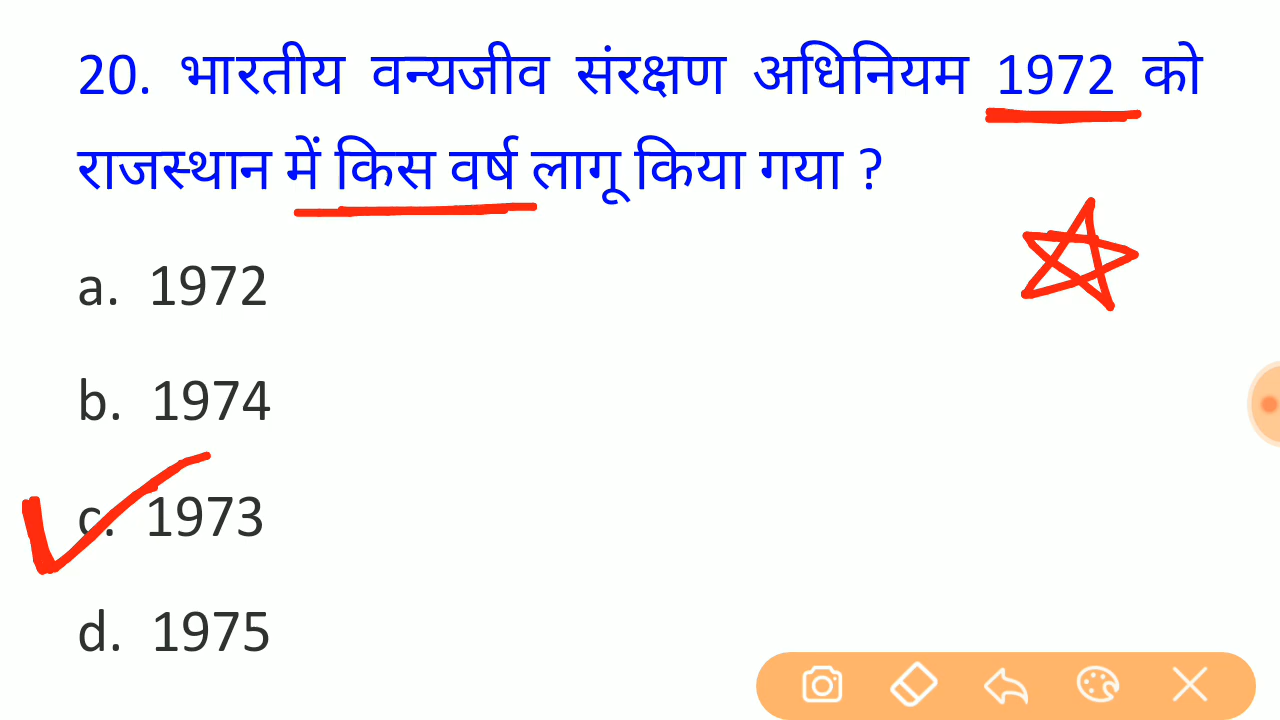 20. भारतीय वन्यजीव संरक्षण अधिनियम 1972 को
राजस्थान में किस वर्ष लागू किया गया ?
a. 1972
b. 1974
c. 1973
d. 1975